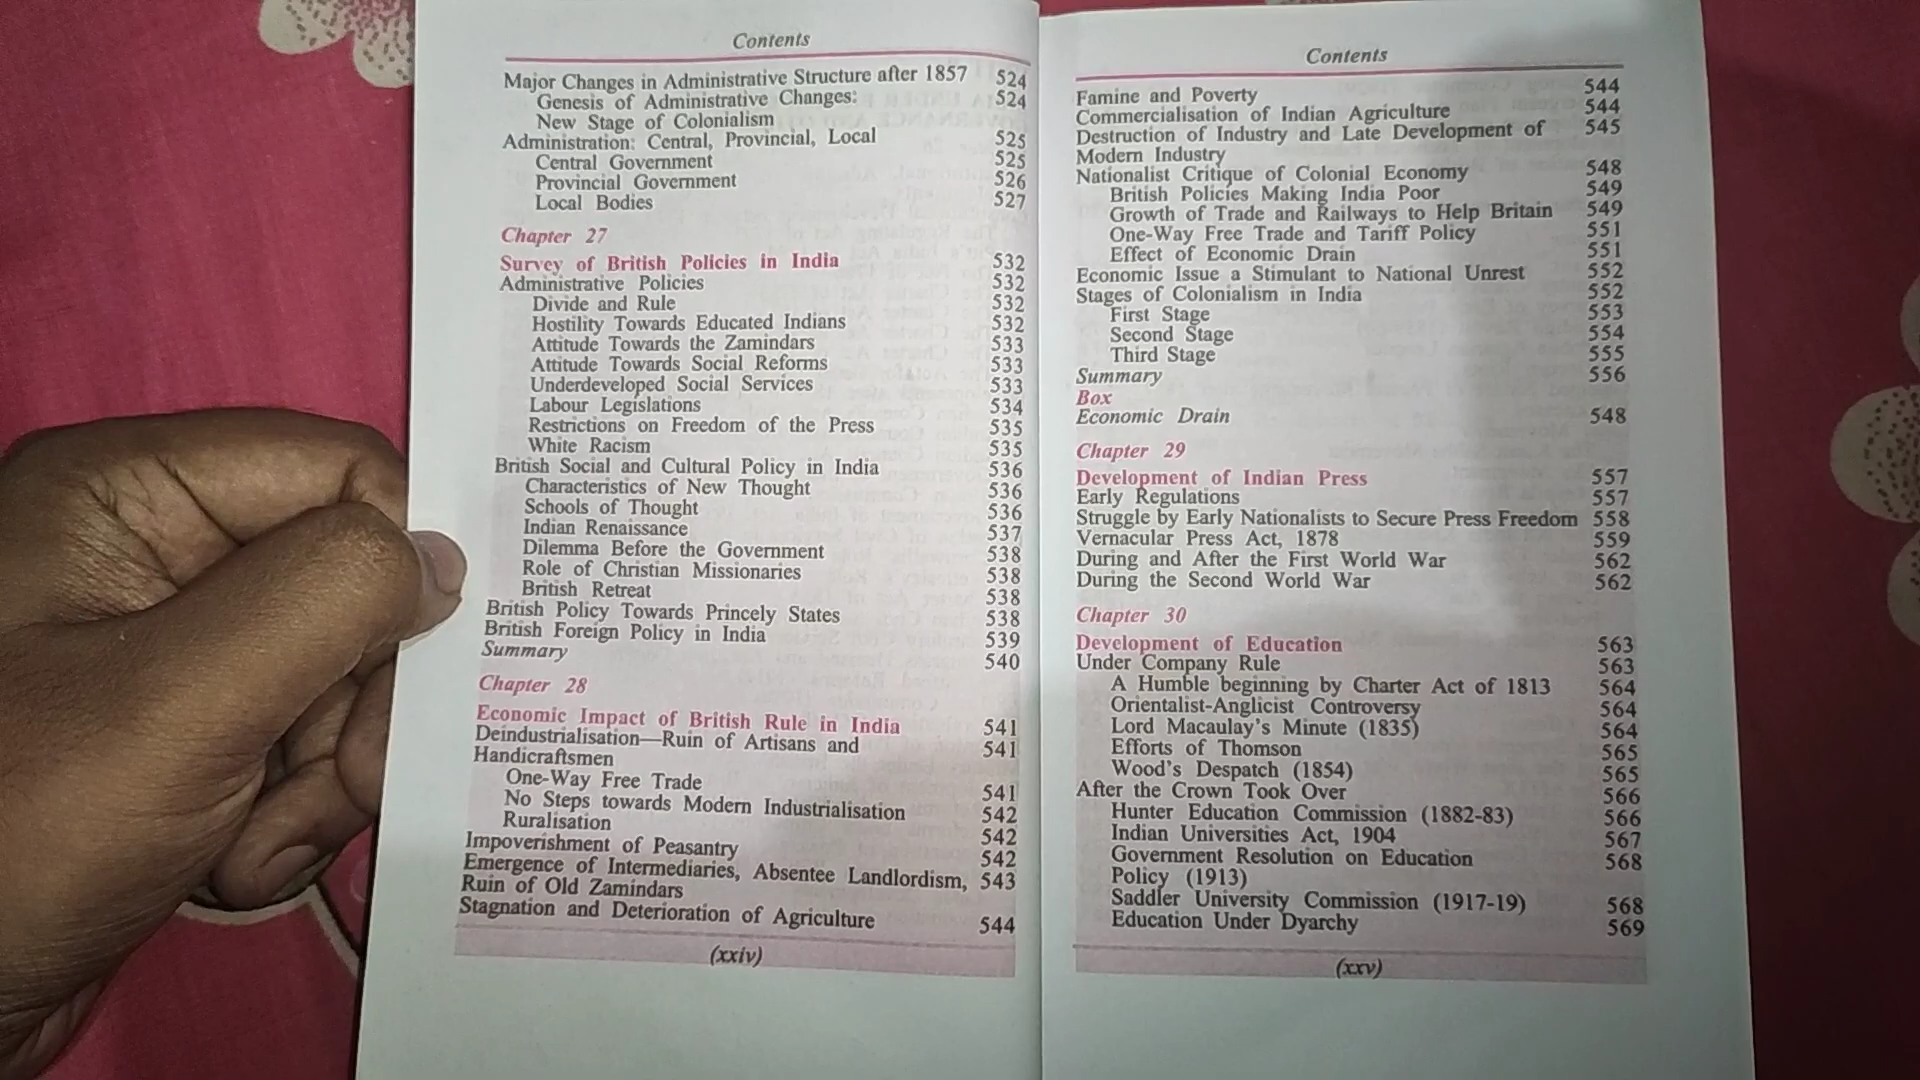 Contents
Major Changes in Administrative Structure after 1857 524
Genesis of Administrative Changes: 524
New Stage of Colonialism
Administration: Central, Provincial, Local 525
Central Government 525
Provincial Government 526
Local Bodies 527
Chapter 27
Survey of British Policies in India 532
Administrative Policies 532
Divide and Rule 532
Hostility Towards Educated Indians 532
Attitude Towards the Zamindars 533
Attitude Towards Social Reforms 533
Underdeveloped Social Services 533
Labour Legislations 534
Restrictions on Freedom of the Press 535
White Racism 535
British Social and Cultural Policy in India 536
Characteristics of New Thought 536
Schools of Thought 536
Indian Renaissance 537
Dilemma Before the Government 538
Role of Christian Missionaries 538
British Retreat 538
British Policy Towards Princely States 538
British Foreign Policy in India 539
Summary 540
Chapter 28
Economic Impact of British Rule in India 541
Deindustrialisation—Ruin of Artisans and 541
Handicraftsmen
One-Way Free Trade 541
No Steps towards Modern Industrialisation 542
Ruralisation 542
Impoverishment of Peasantry 542
Emergence of Intermediaries, Absentee Landlordism, 543
Ruin of Old Zamindars
Stagnation and Deterioration of Agriculture 544
(xxiv)
Contents
Famine and Poverty 544
Commercialisation of Indian Agriculture 544
Destruction of Industry and Late Development of 545
Modern Industry
Nationalist Critique of Colonial Economy 548
British Policies Making India Poor 549
Growth of Trade and Railways to Help Britain 549
One-Way Free Trade and Tariff Policy 551
Effect of Economic Drain 551
Economic Issue a Stimulant to National Unrest 552
Stages of Colonialism in India 552
First Stage 553
Second Stage 554
Third Stage 555
Summary 556
Box
Economic Drain 548
Chapter 29
Development of Indian Press 557
Early Regulations 557
Struggle by Early Nationalists to Secure Press Freedom 558
Vernacular Press Act, 1878 559
During and After the First World War 562
During the Second World War 562
Chapter 30
Development of Education 563
Under Company Rule 563
A Humble beginning by Charter Act of 1813 564
Orientalist-Anglicist Controversy 564
Lord Macaulay's Minute (1835) 564
Efforts of Thomson 565
Wood's Despatch (1854) 565
After the Crown Took Over 566
Hunter Education Commission (1882-83) 566
Indian Universities Act, 1904 567
Government Resolution on Education 568
Policy (1913)
Saddler University Commission (1917-19) 568
Education Under Dyarchy 569
(xxv)